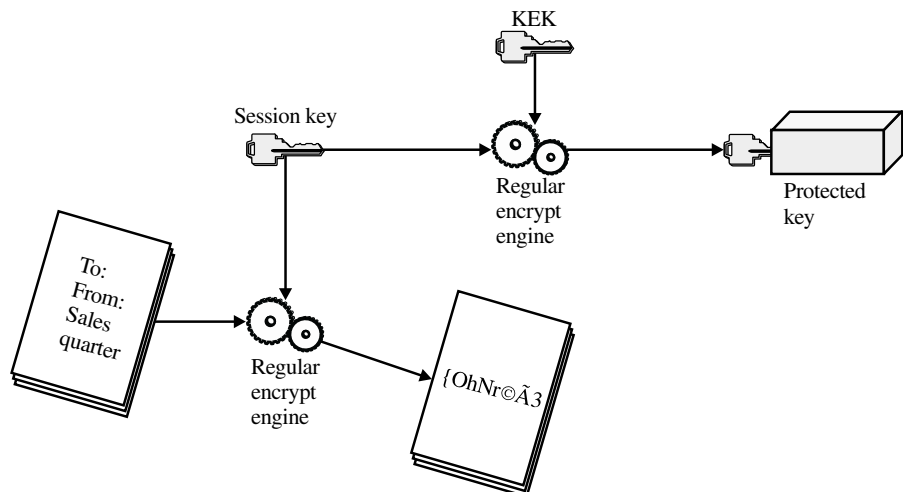 KEK
Session key
Regular
encrypt
engine
Protected
key
To:
From:
Sales
quarter
Regular
encrypt
engine
{OhNr©Ã3